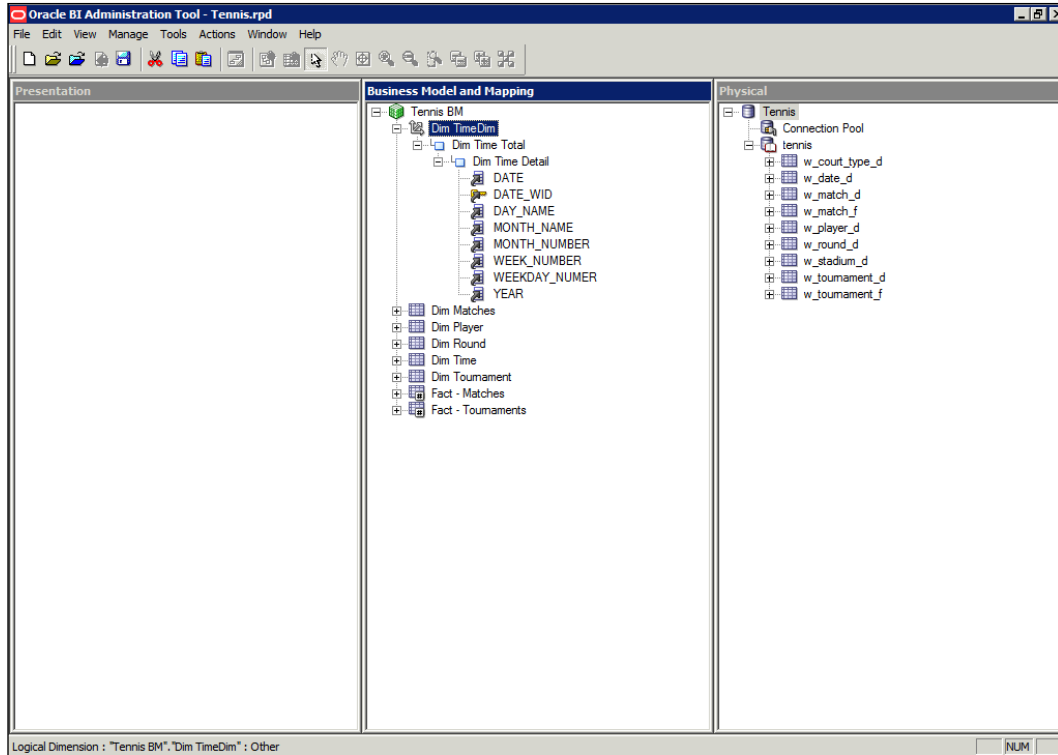 Oracle BI Administration Tool - Tennis.rpd
File Edit View Manage Tools Actions Window Help
Presentation
Business Model and Mapping
Tennis BM
Dim TimeDim
Dim Time Total
Dim Time Detail
DATE
DATE_WID
DAY_NAME
MONTH_NAME
MONTH_NUMBER
WEEK_NUMBER
WEEKDAY_NUMER
YEAR
Dim Matches
Dim Player
Dim Round
Dim Time
Dim Tournament
Fact - Matches
Fact - Tournaments
Physical
Tennis
Connection Pool
tennis
w_court_type_d
w_date_d
w_match_d
w_match_f
w_player_d
w_round_d
w_stadium_d
w_tournament_d
w_tournament_f
Logical Dimension : "Tennis BM"."Dim TimeDim" : Other
NUM